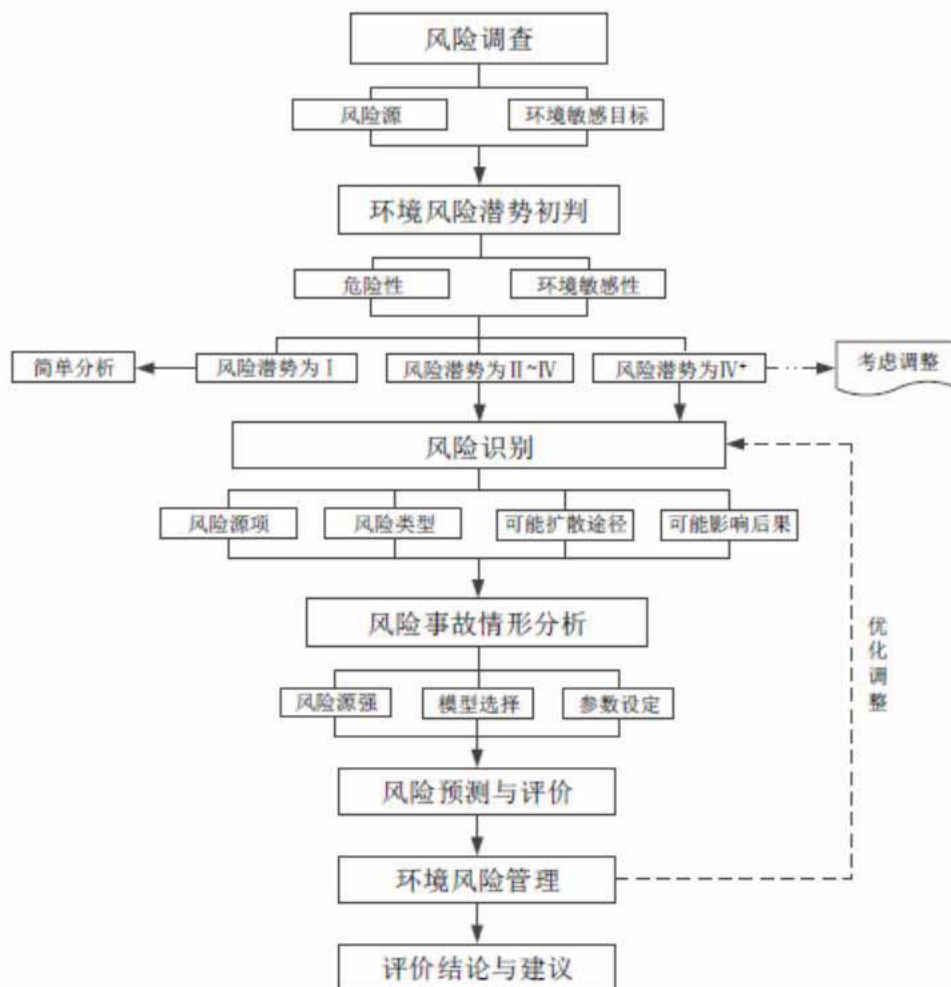 风险调查
风险源
环境敏感目标
环境风险潜势初判
危险性
环境敏感性
简单分析
风险潜势为Ⅰ
风险潜势为Ⅱ~Ⅳ
风险潜势为Ⅳ⁺
考虑调整
风险识别
风险源项
风险类型
可能扩散途径
可能影响后果
风险事故情形分析
风险源强
模型选择
参数设定
优化调整
风险预测与评价
环境风险管理
评价结论与建议